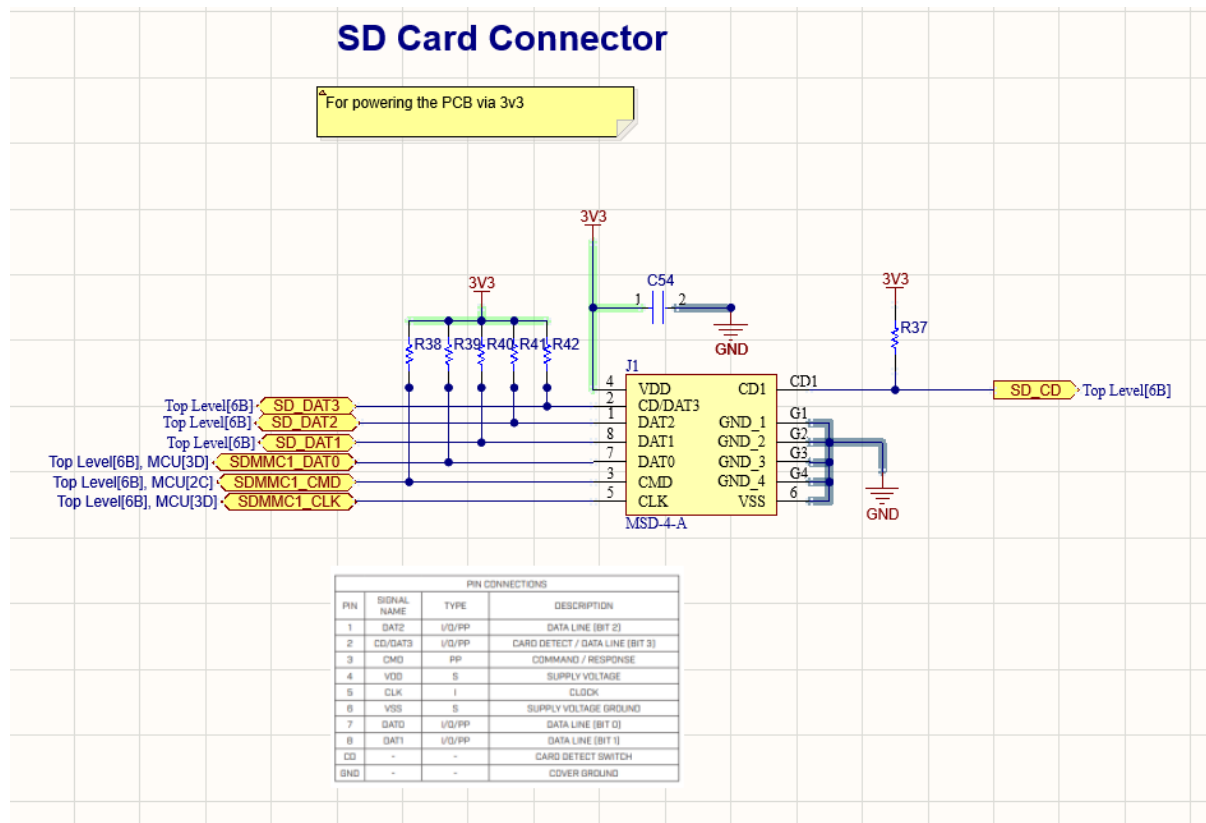 SD Card Connector
For powering the PCB via 3v3
3V3
C54
1 2
GND
3V3
3V3
R38 R39 R40 R41 R42
R37
J1
4 VDD CD1 CD1
SD_CD Top Level[6B]
Top Level[6B] SD_DAT3 2 CD/DAT3
Top Level[6B] SD_DAT2 1 DAT2 GND_1 G1
Top Level[6B] SD_DAT1 8 DAT1 GND_2 G2
Top Level[6B], MCU[3D] SDMMC1_DAT0 7 DAT0 GND_3 G3
Top Level[6B], MCU[2C] SDMMC1_CMD 3 CMD GND_4 G4
Top Level[6B], MCU[3D] SDMMC1_CLK 5 CLK VSS 6
GND
MSD-4-A
PIN CONNECTIONS
PIN SIGNAL NAME TYPE DESCRIPTION
1 DAT2 I/O/PP DATA LINE (BIT 2)
2 CD/DAT3 I/O/PP CARD DETECT / DATA LINE (BIT 3)
3 CMD PP COMMAND / RESPONSE
4 VDD S SUPPLY VOLTAGE
5 CLK I CLOCK
6 VSS S SUPPLY VOLTAGE GROUND
7 DAT0 I/O/PP DATA LINE (BIT 0)
8 DAT1 I/O/PP DATA LINE (BIT 1)
CD - - CARD DETECT SWITCH
GND - - COVER GROUND